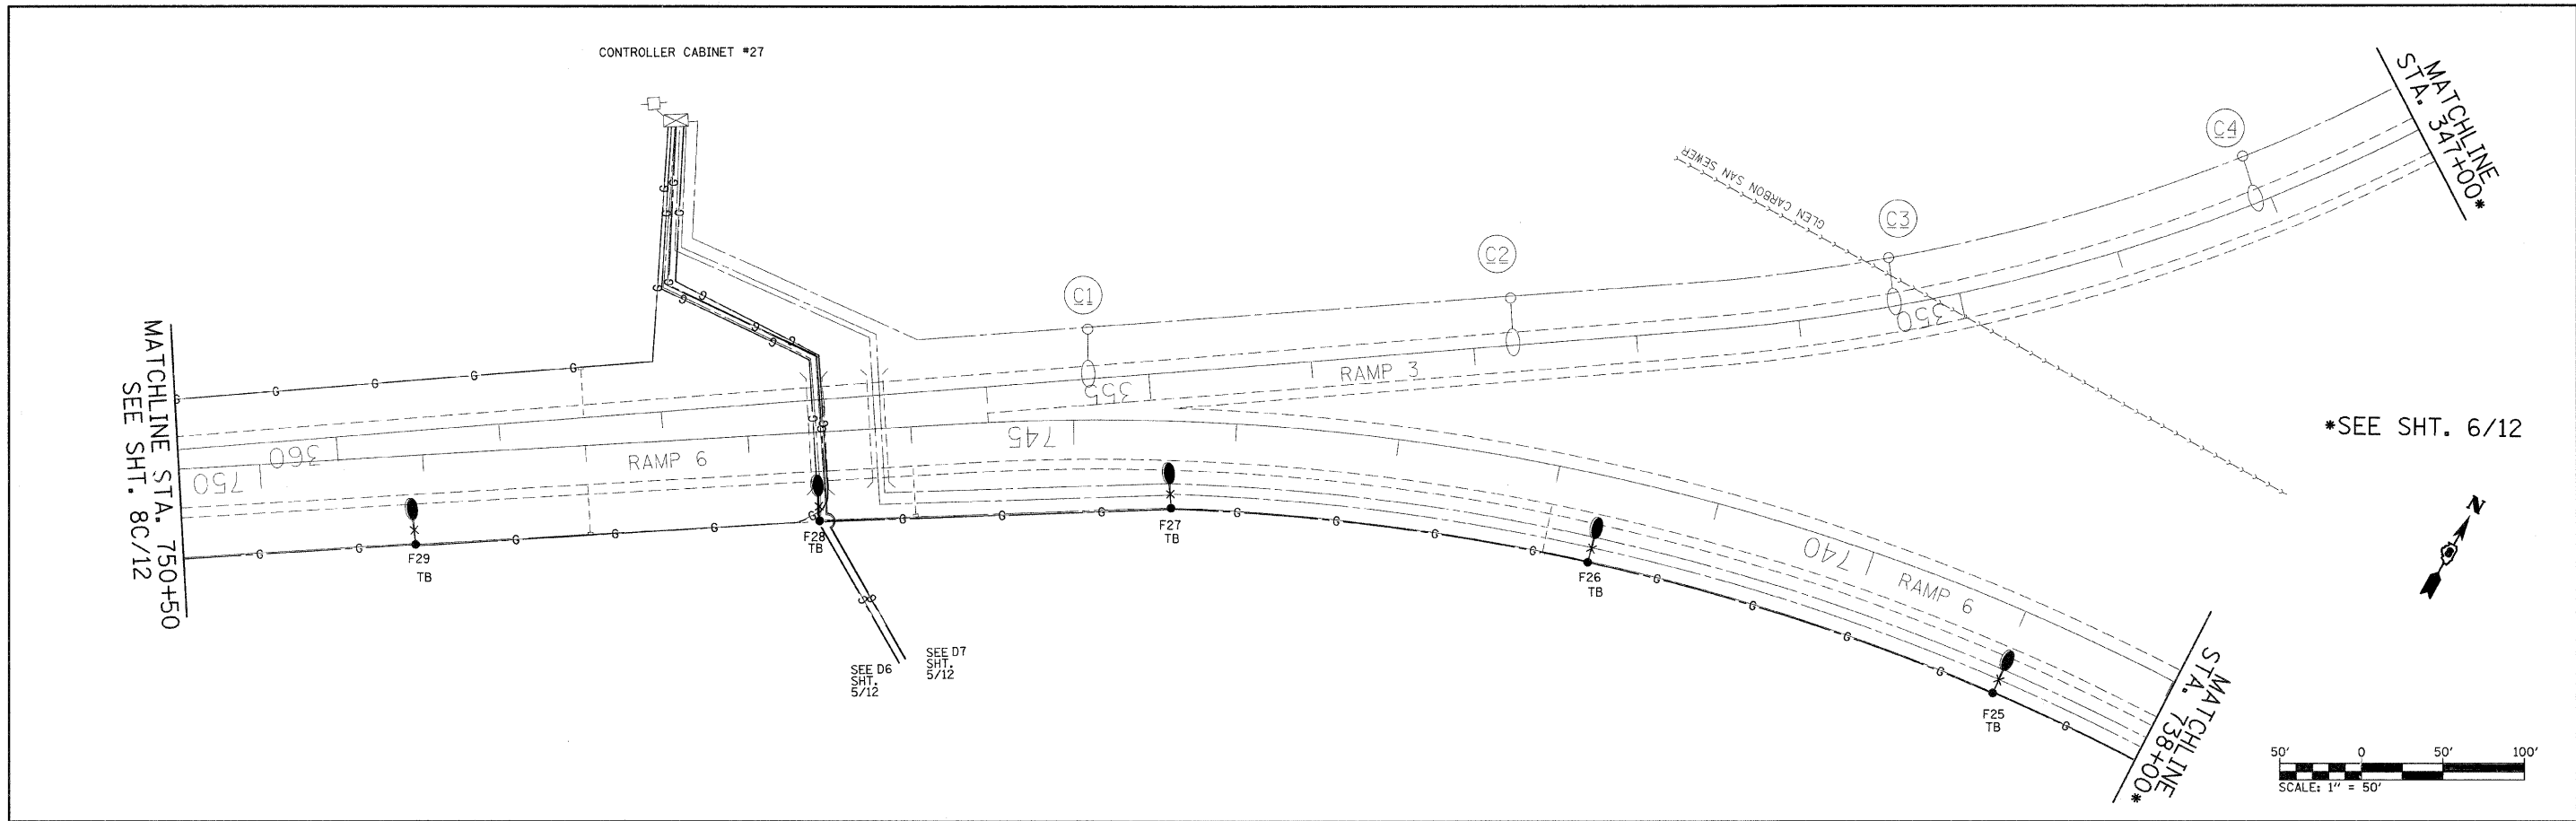 CONTROLLER CABINET #27
MATCHLINE
STA. 347+00*
C4
GLEN CARBON SAN SEWER
C3
C2
C1
350
RAMP 3
355
MATCHLINE STA. 750+50
SEE SHT. 8C/12
360
750
RAMP 6
745
*SEE SHT. 6/12
N
G G G G G
F29
TB
F28
TB
F27
TB
F26
TB
740
RAMP 6
F25
TB
SEE D6
SHT.
5/12
SEE D7
SHT.
5/12
MATCHLINE
STA. 738+00*
50' 0 50' 100'
SCALE: 1" = 50'